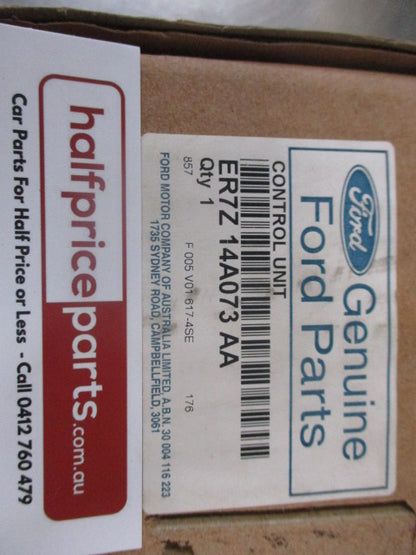 halfpriceparts.com.au
Car Parts For Half Price or Less - Call 0412 760 479
Ford Genuine
Ford Parts
CONTROL UNIT
ER7Z 14A073 AA
Qty 1
F 005 V01 617-4SE 176
857
FORD MOTOR COMPANY OF AUSTRALIA LIMITED, A.B.N. 30 004 116 223
1735 SYDNEY ROAD, CAMPBELLFIELD, 3061